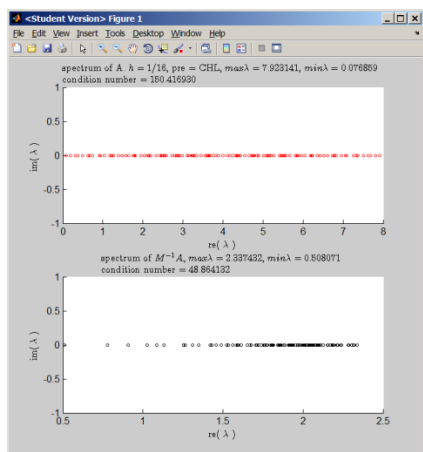 <Student Version> Figure 1
File Edit View Insert Tools Desktop Window Help
spectrum of A. h = 1/16, pre = CHL, maxλ = 7.923141, minλ = 0.076859
condition number = 150.416930
1
0.5
0
-0.5
-1
im( λ )
0 1 2 3 4 5 6 7 8
re( λ )
spectrum of M⁻¹A, maxλ = 2.337432, minλ = 0.508071
condition number = 48.864132
1
0.5
0
-0.5
-1
im( λ )
0.5 1 1.5 2 2.5
re( λ )